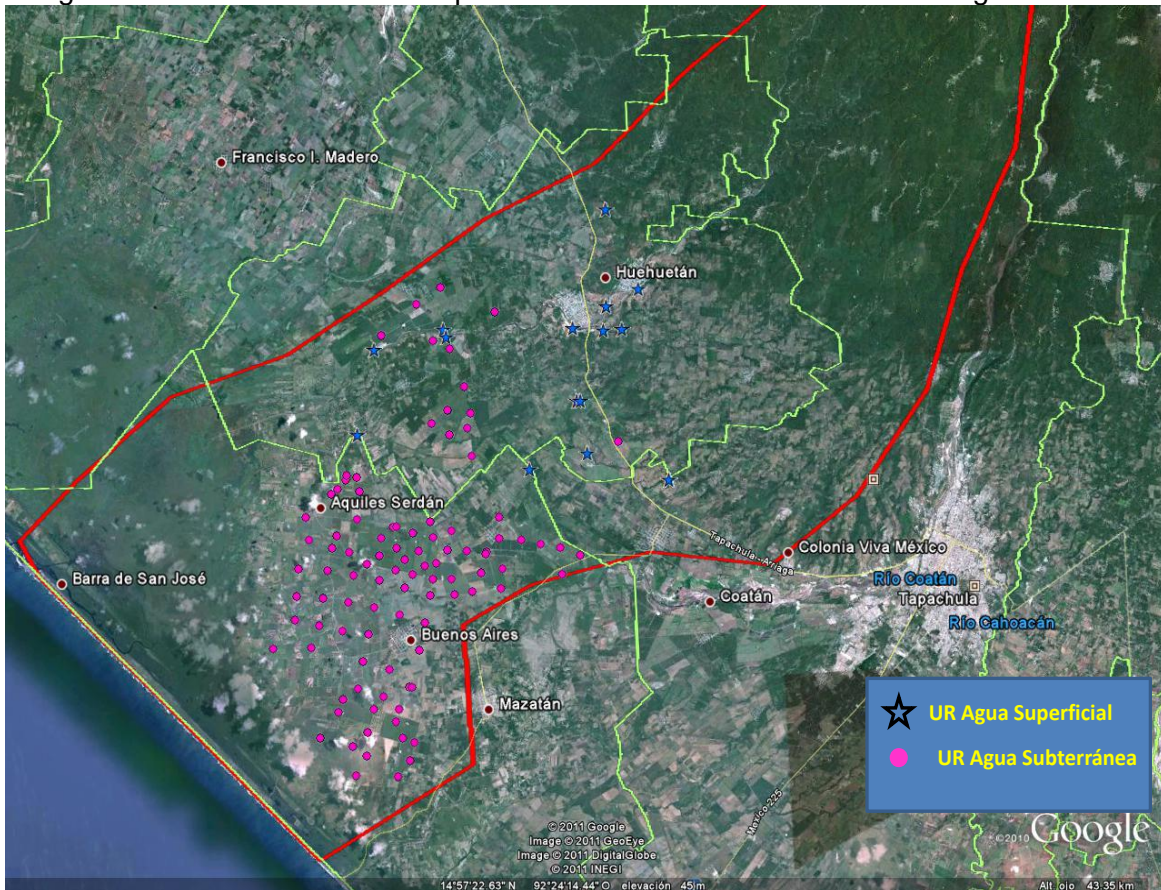 Francisco I. Madero
Huehuetán
Aquiles Serdán
Tapachula - Arriaga
Colonia Viva México
Barra de San José
Río Coatán
Coatán
Tapachula
Río Cahoacán
Buenos Aires
Mazatán
UR Agua Superficial
UR Agua Subterránea
Mexico 225
© 2011 Google
Image © 2011 GeoEye
Image © 2011 DigitalGlobe
© 2011 INEGI
©2010 Google
14°57'22.63" N 92°24'14.44" O elevación 45 m
Alt. ojo 43.35 km